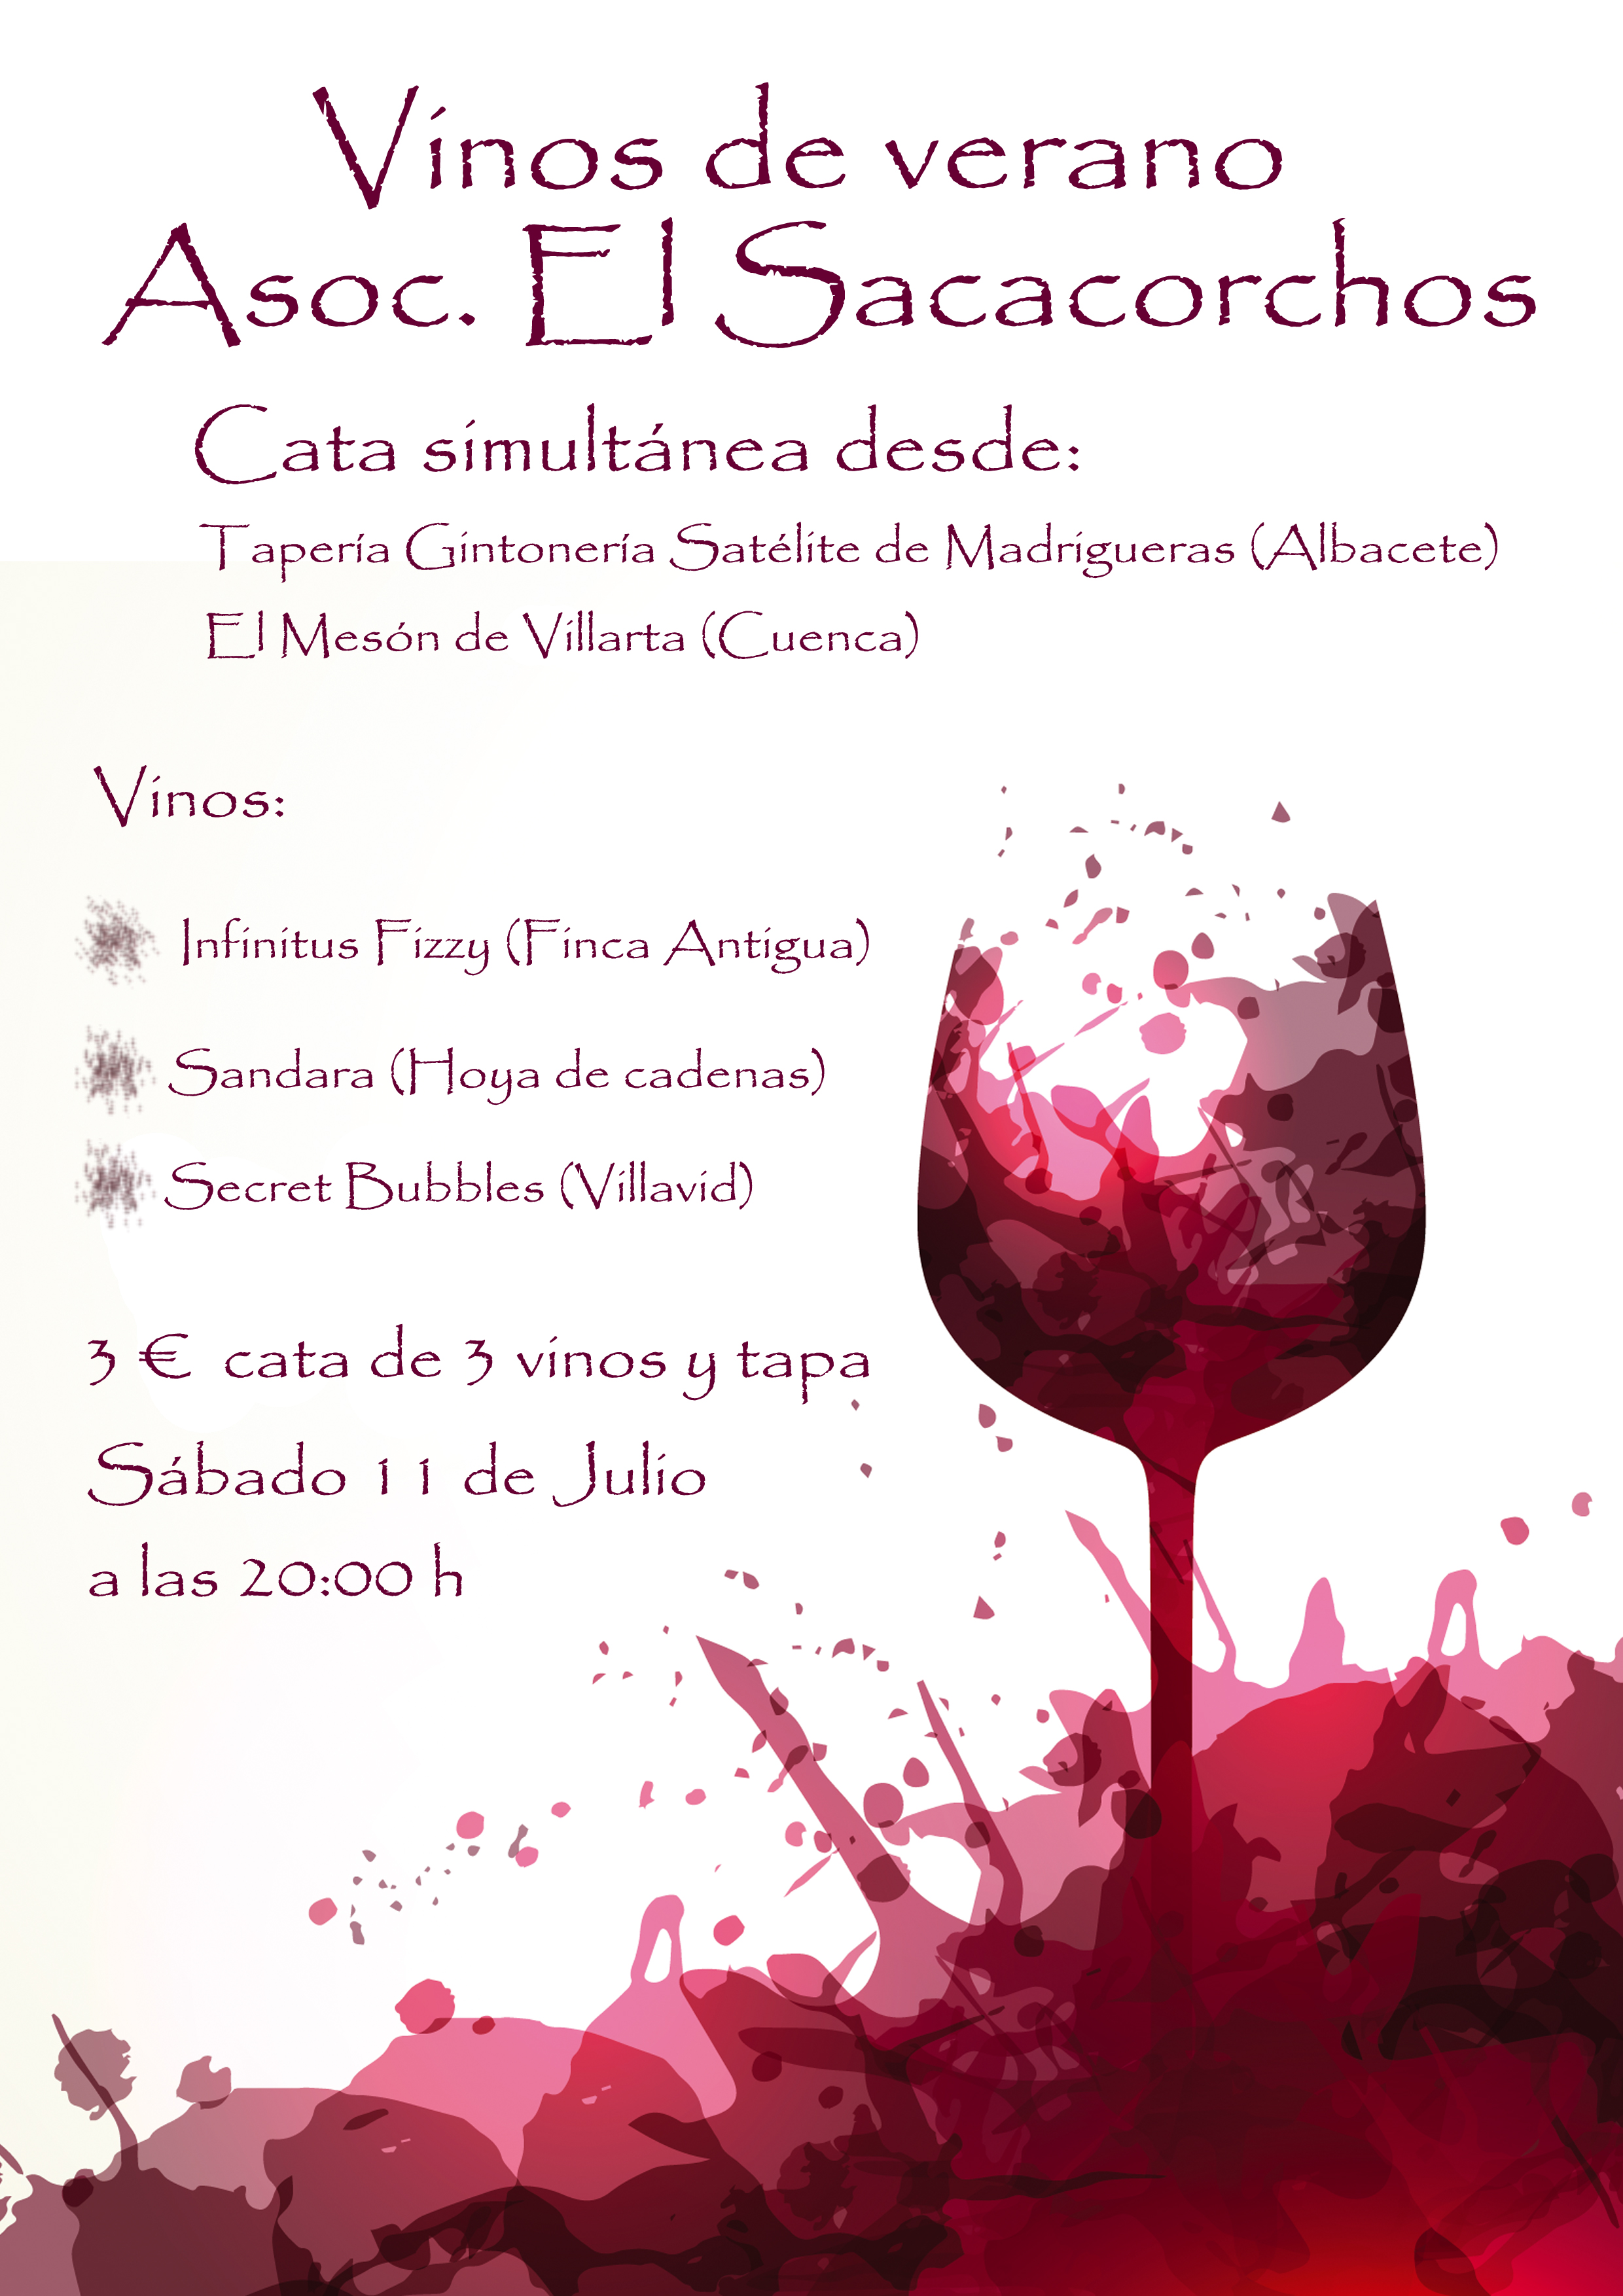 Vinos de verano
Asoc. El Sacacorchos
Cata simultánea desde:
Tapería Gintonería Satélite de Madrigueras (Albacete)
El Mesón de Villarta (Cuenca)
Vinos:
Infinitus Fizzy (Finca Antigua)
Sandara (Hoya de cadenas)
Secret Bubbles (Villavid)
3 € cata de 3 vinos y tapa
Sábado 11 de Julio
a las 20:00 h